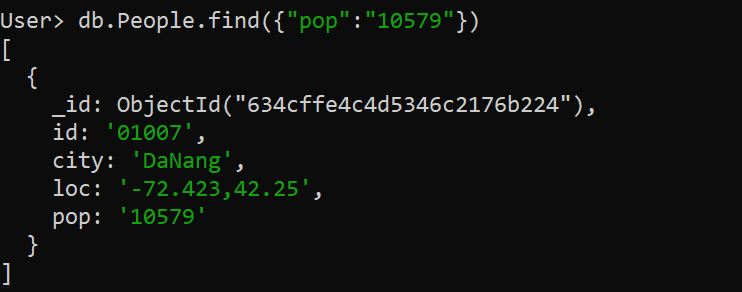 User> db.People.find({"pop":"10579"})
[
  {
    _id: ObjectId("634cffe4c4d5346c2176b224"),
    id: '01007',
    city: 'DaNang',
    loc: '-72.423,42.25',
    pop: '10579'
  }
]